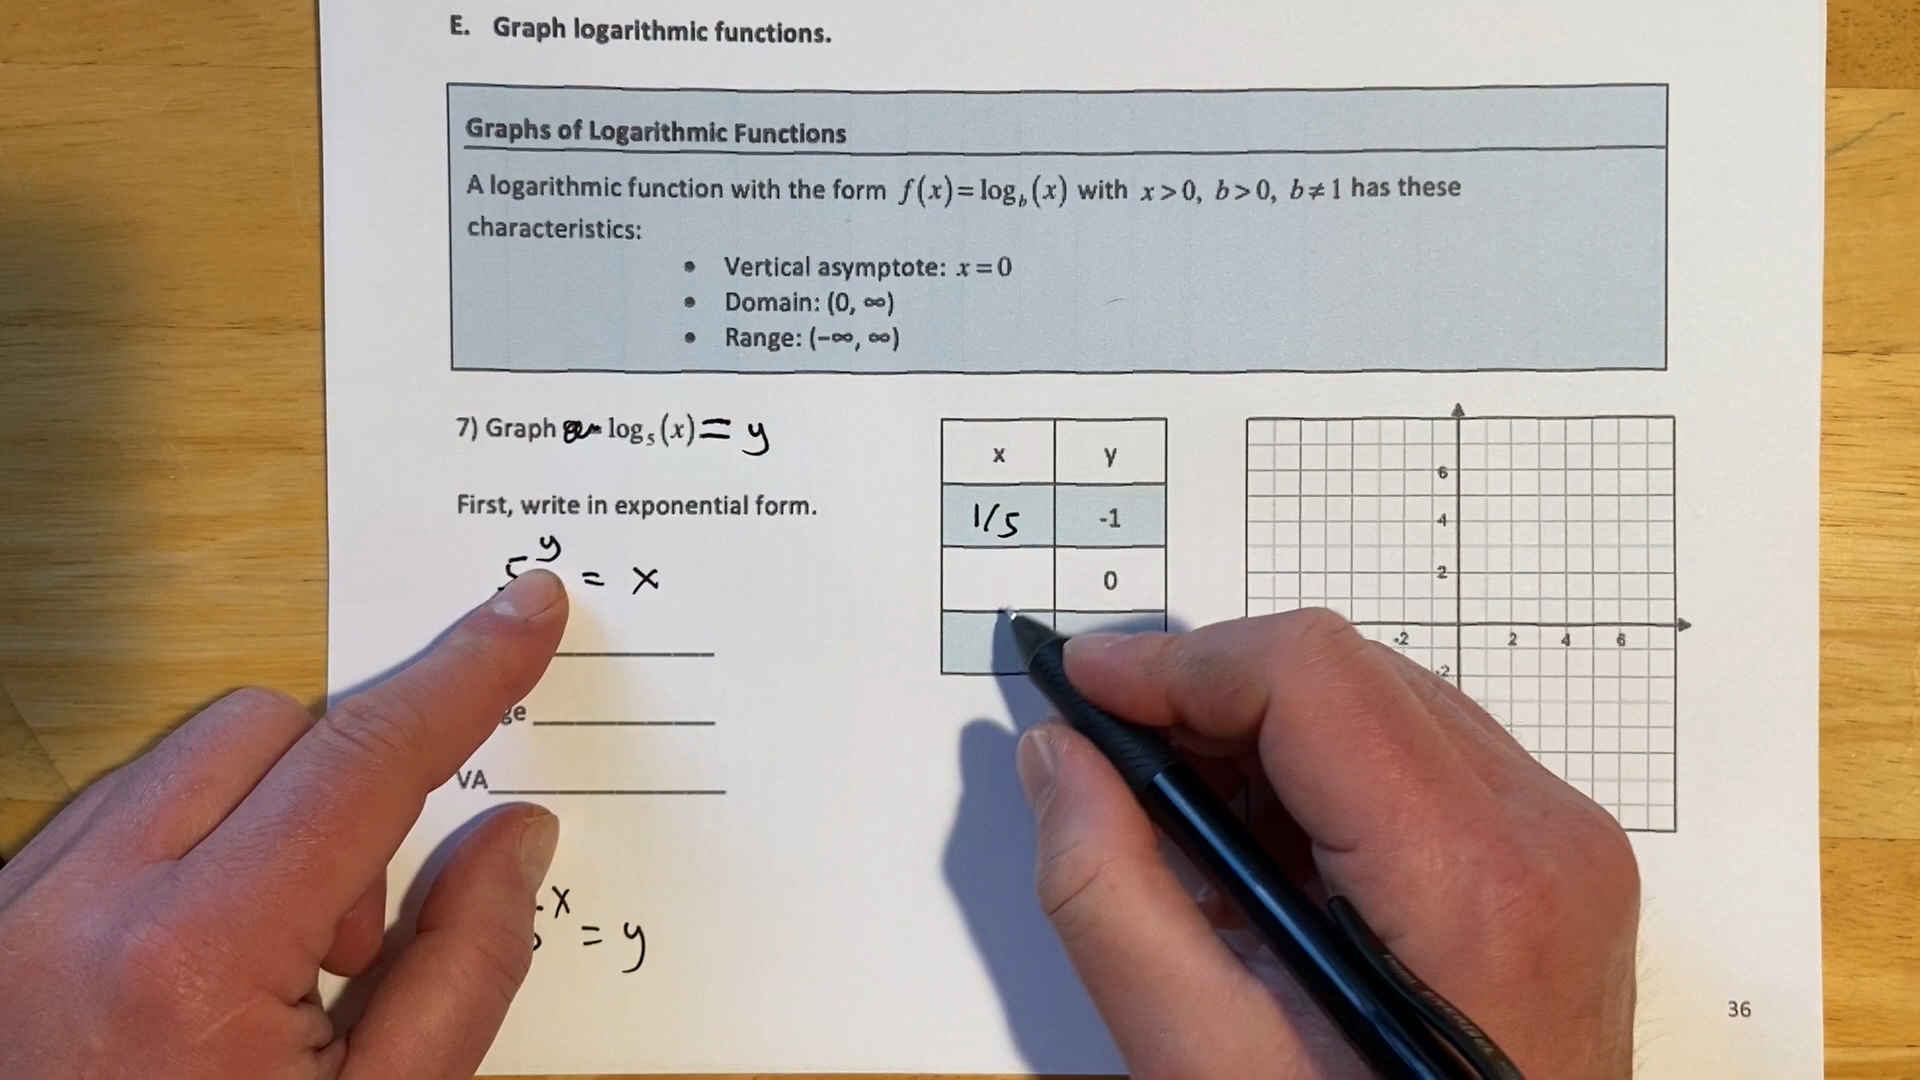 E. Graph logarithmic functions.
Graphs of Logarithmic Functions
A logarithmic function with the form f(x)=log_b(x) with x>0, b>0, b≠1 has these
characteristics:
• Vertical asymptote: x=0
• Domain: (0, ∞)
• Range: (-∞, ∞)
7) Graph log₅(x) = y
First, write in exponential form.
5^y = x
ge
VA
x = y
x y
1/5 -1
0
6
4
2
-2 2 4 6
-2
36